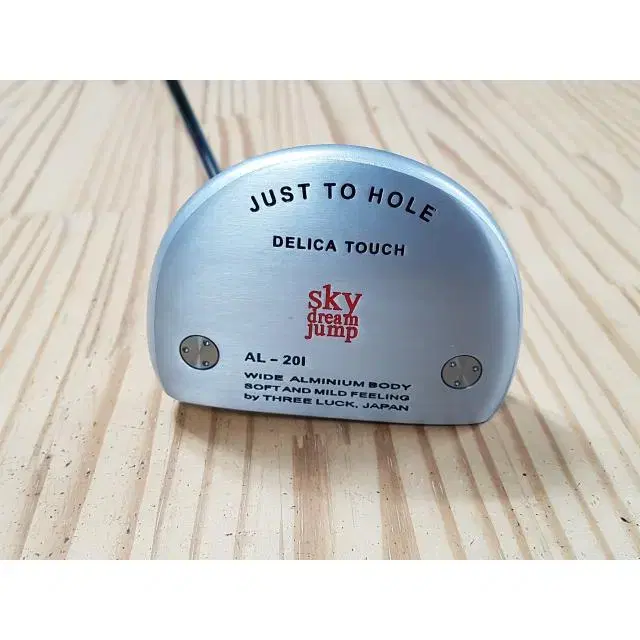 JUST TO HOLE
DELICA TOUCH
sky
dream
jump
AL - 201
WIDE ALMINIUM BODY
SOFT AND MILD FEELING
by THREE LUCK, JAPAN